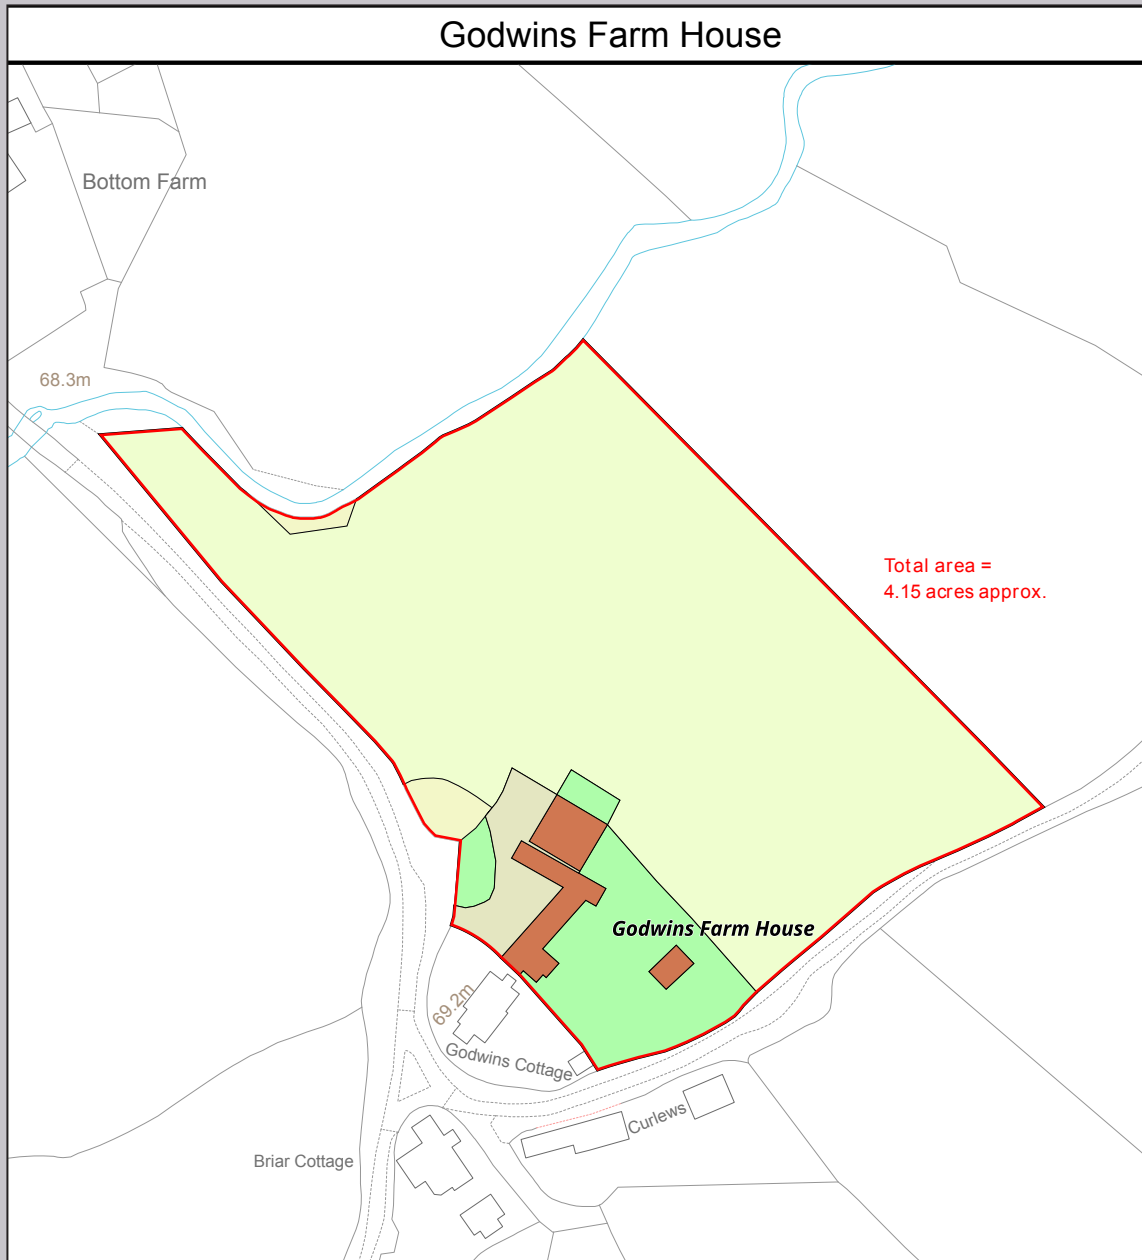 Godwins Farm House
Bottom Farm
68.3m
Total area =
4.15 acres approx.
Godwins Farm House
69.2m
Godwins Cottage
Curlews
Briar Cottage